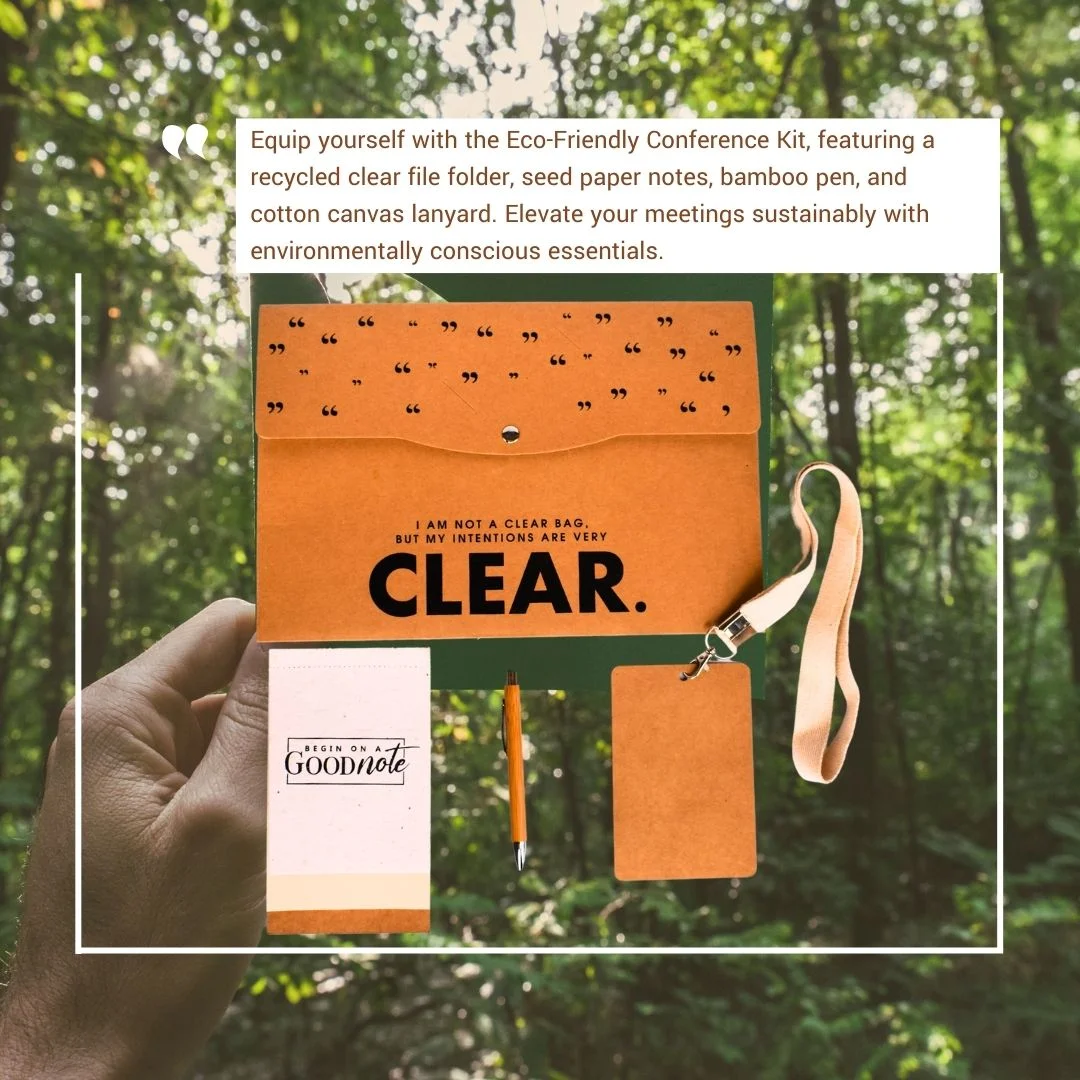 Equip yourself with the Eco-Friendly Conference Kit, featuring a
recycled clear file folder, seed paper notes, bamboo pen, and
cotton canvas lanyard. Elevate your meetings sustainably with
environmentally conscious essentials.
I AM NOT A CLEAR BAG,
BUT MY INTENTIONS ARE VERY
CLEAR.
BEGIN ON A
GOODnote